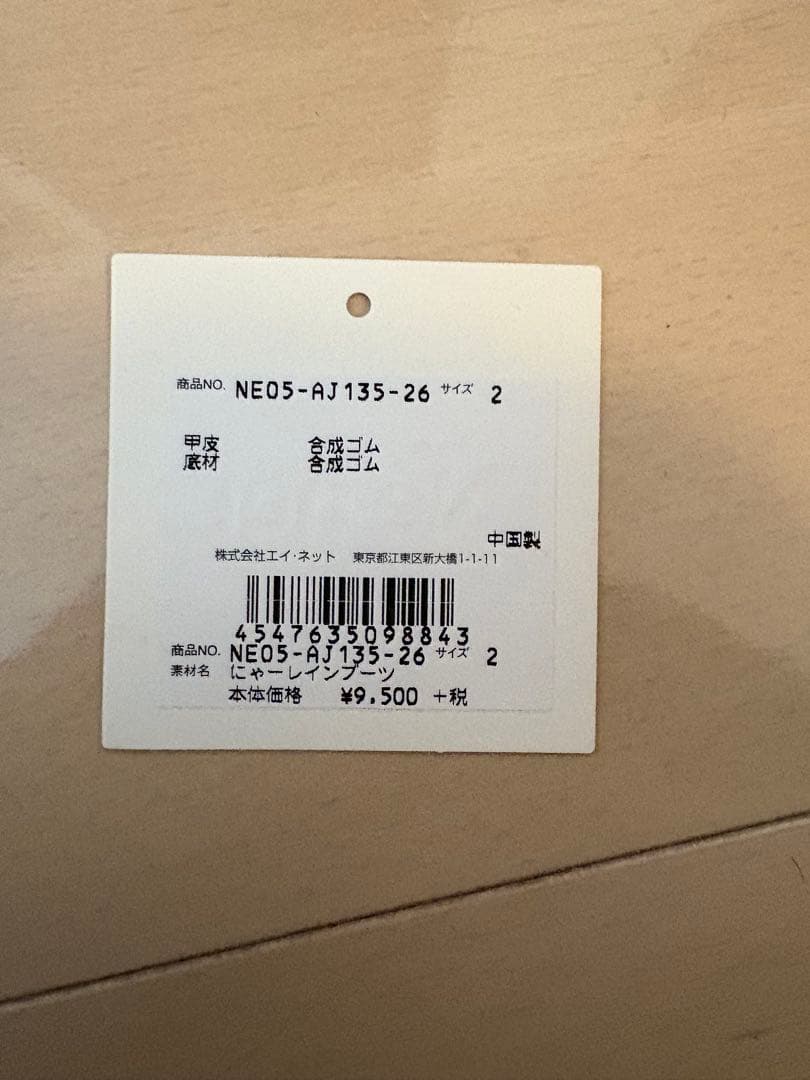 商品NO. NE05-AJ135-26 サイズ 2
甲皮 合成ゴム
底材 合成ゴム
中国製
株式会社エイ・ネット 東京都江東区新大橋1-1-11
4547635098843
商品NO. NE05-AJ135-26 サイズ 2
素材名 にゃーレインブーツ
本体価格 ¥9,500 +税